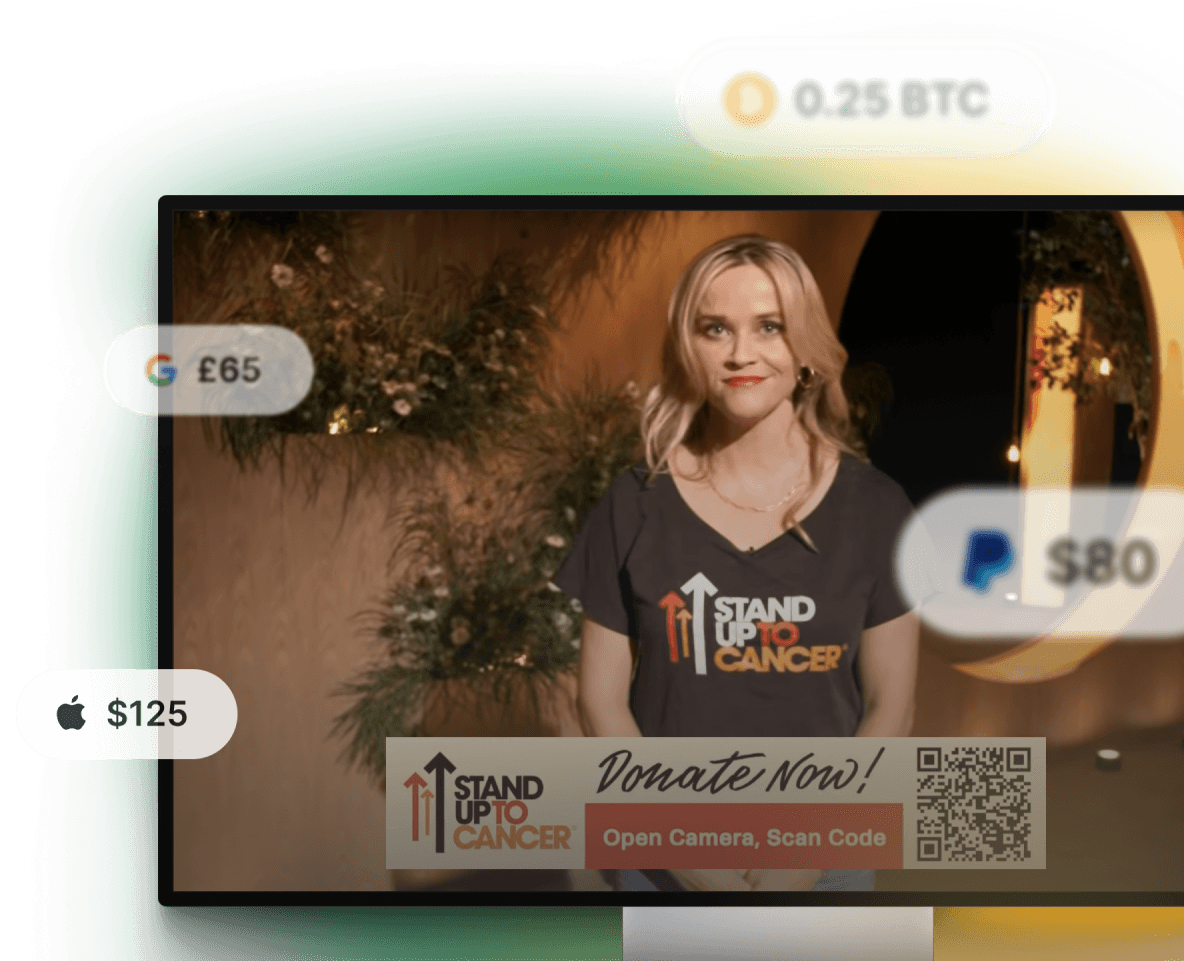 0.25 BTC
£65
$80
STAND
UP TO
CANCER
$125
STAND
UP TO
CANCER
Donate Now!
Open Camera, Scan Code